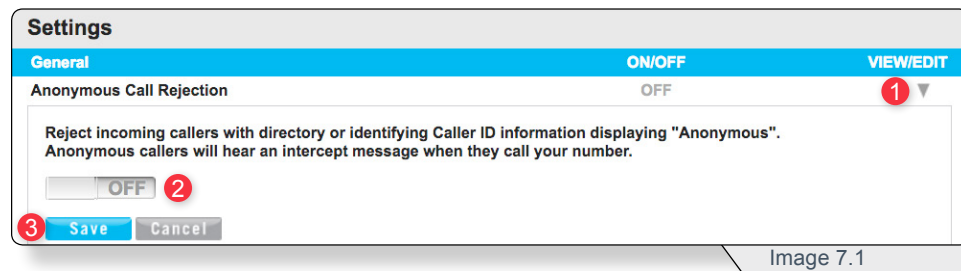 Settings
General ON/OFF VIEW/EDIT
Anonymous Call Rejection OFF 1
Reject incoming callers with directory or identifying Caller ID information displaying "Anonymous".
Anonymous callers will hear an intercept message when they call your number.
OFF 2
3 Save Cancel
Image 7.1